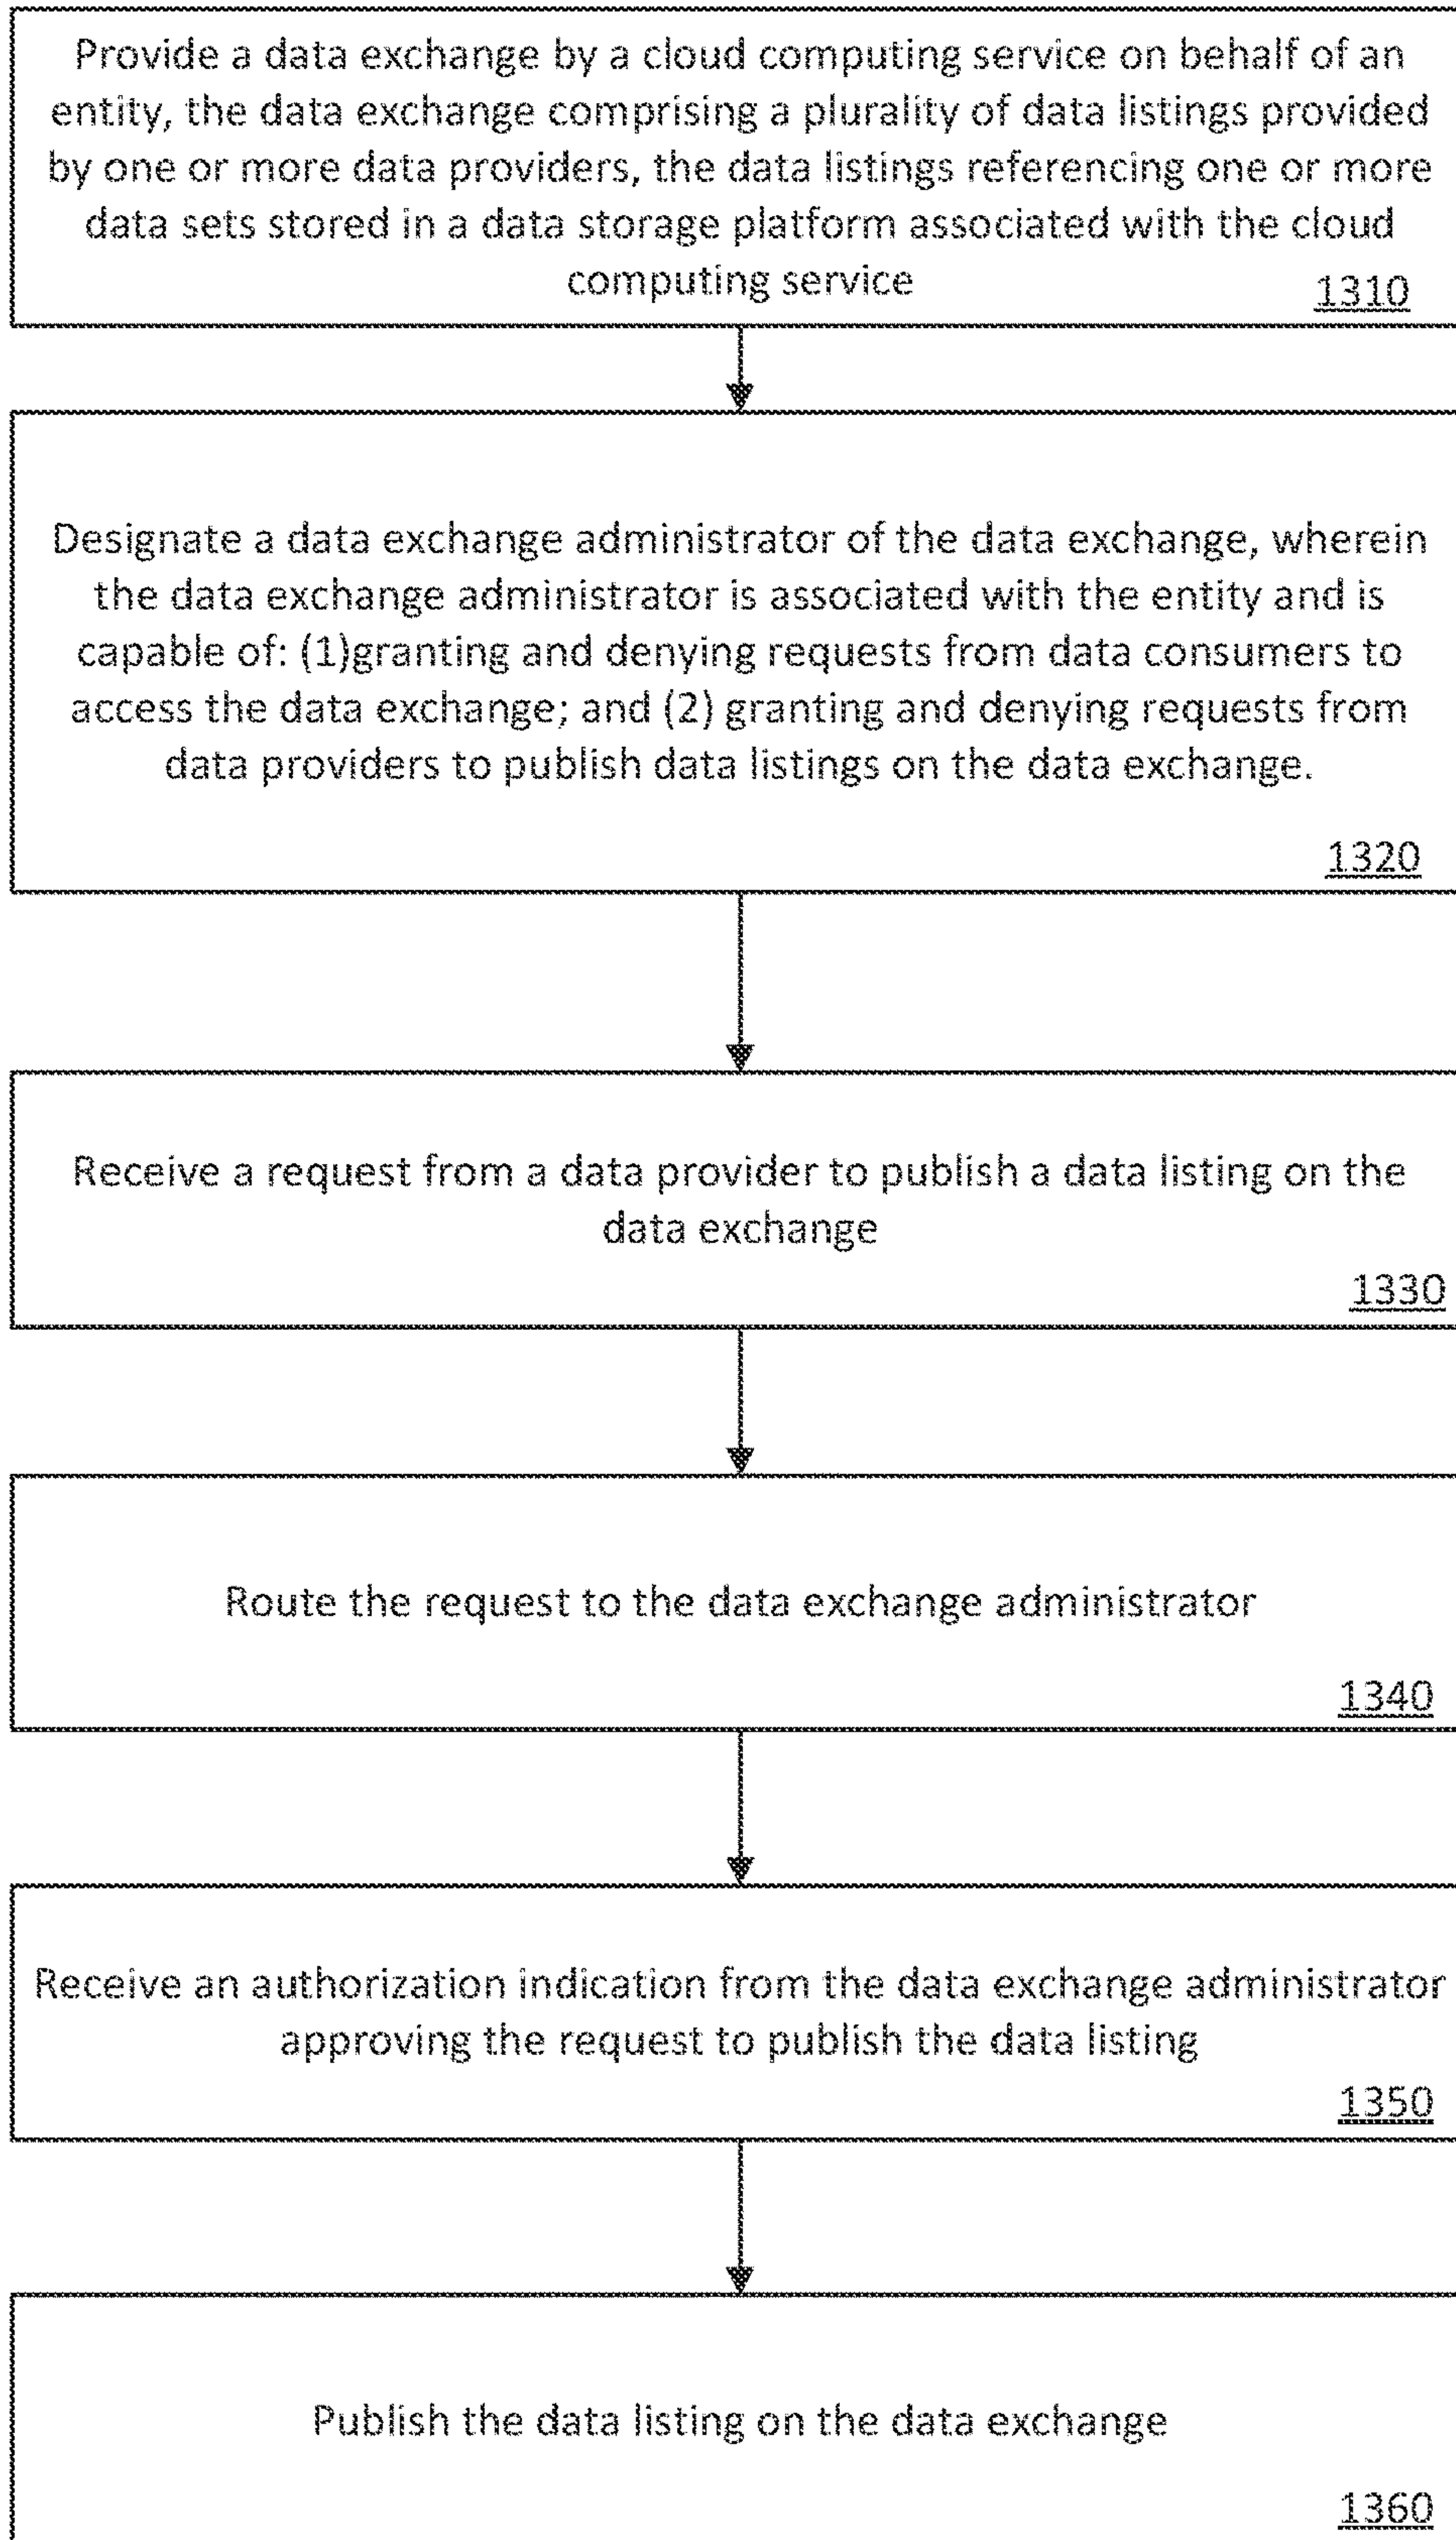 Provide a data exchange by a cloud computing service on behalf of an
entity, the data exchange comprising a plurality of data listings provided
by one or more data providers, the data listings referencing one or more
data sets stored in a data storage platform associated with the cloud
computing service
1310
Designate a data exchange administrator of the data exchange, wherein
the data exchange administrator is associated with the entity and is
capable of: (1)granting and denying requests from data consumers to
access the data exchange; and (2) granting and denying requests from
data providers to publish data listings on the data exchange.
1320
Receive a request from a data provider to publish a data listing on the
data exchange
1330
Route the request to the data exchange administrator
1340
Receive an authorization indication from the data exchange administrator
approving the request to publish the data listing
1350
Publish the data listing on the data exchange
1360